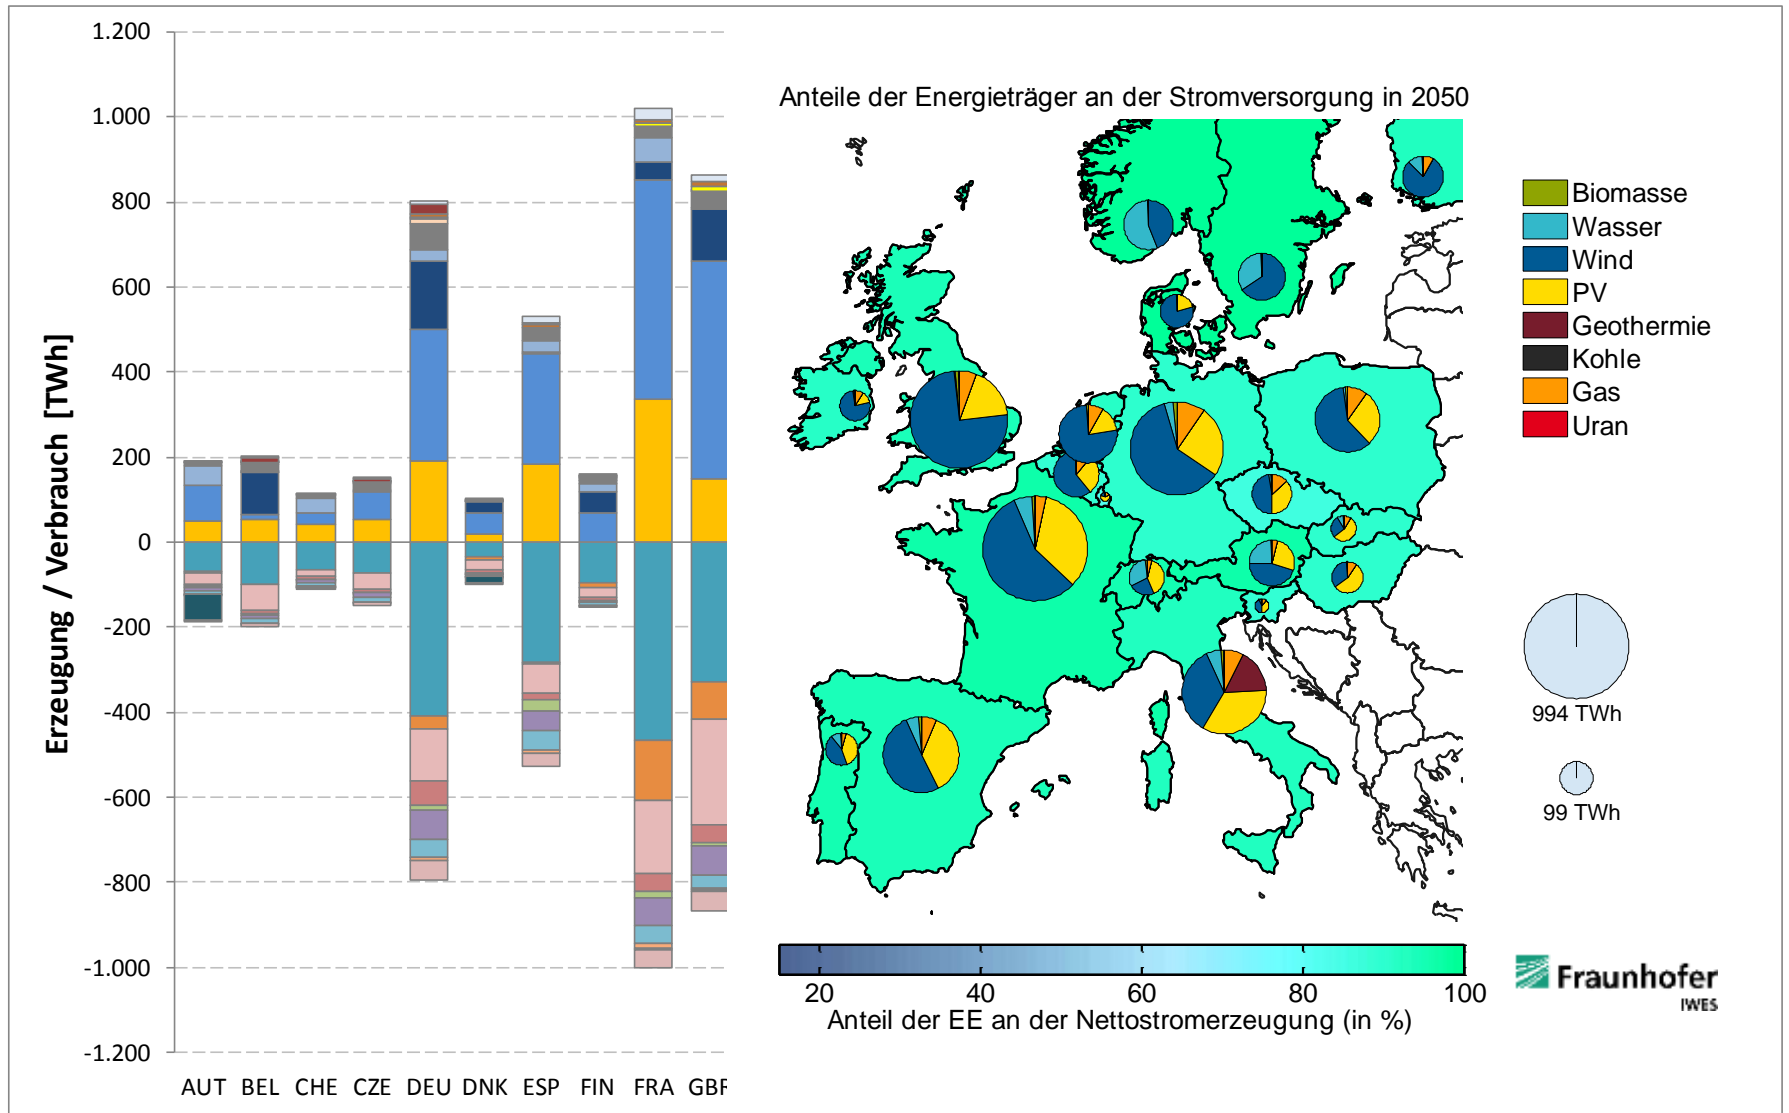 Erzeugung / Verbrauch [TWh]
1.200
1.000
800
600
400
200
0
-200
-400
-600
-800
-1.000
-1.200
AUT BEL CHE CZE DEU DNK ESP FIN FRA GBR
Anteile der Energieträger an der Stromversorgung in 2050
Biomasse
Wasser
Wind
PV
Geothermie
Kohle
Gas
Uran
994 TWh
99 TWh
20 40 60 80 100
Anteil der EE an der Nettostromerzeugung (in %)
Fraunhofer
IWES